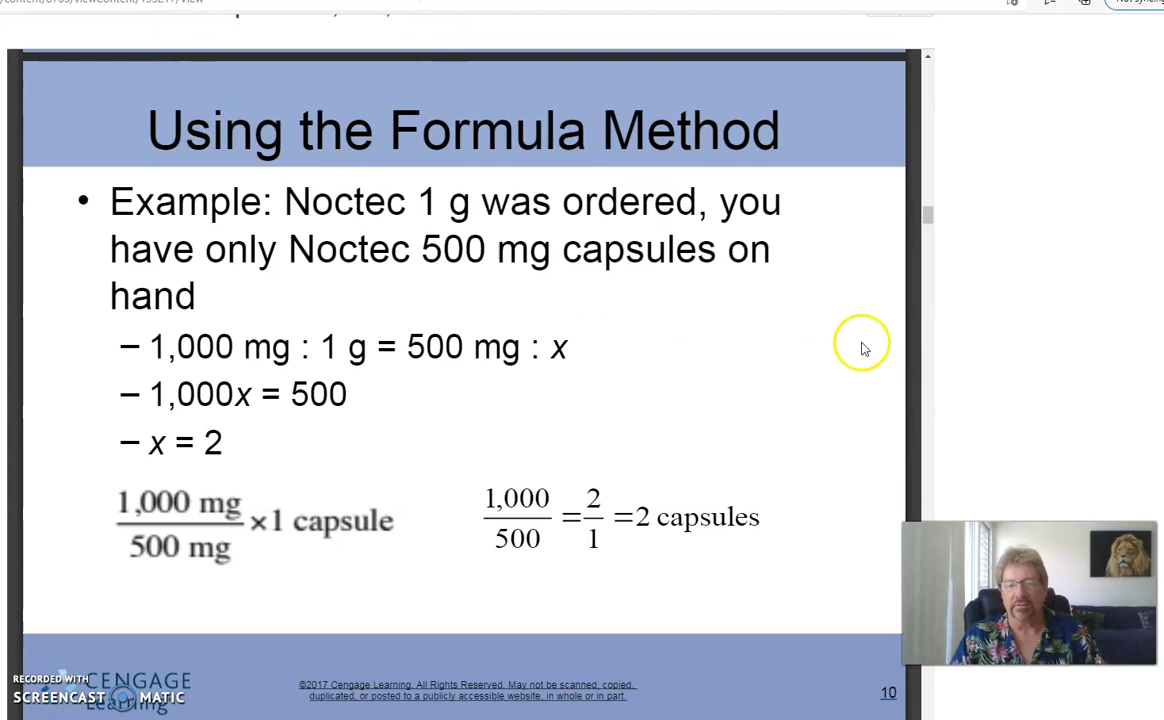 Using the Formula Method
• Example: Noctec 1 g was ordered, you
have only Noctec 500 mg capsules on
hand
– 1,000 mg : 1 g = 500 mg : x
– 1,000x = 500
– x = 2
1,000 mg / 500 mg × 1 capsule
1,000 / 500 = 2 / 1 = 2 capsules
RECORDED WITH
SCREENCAST MATIC
CENGAGE
Learning
©2017 Cengage Learning. All Rights Reserved. May not be scanned, copied,
duplicated, or posted to a publicly accessible website, in whole or in part.
10